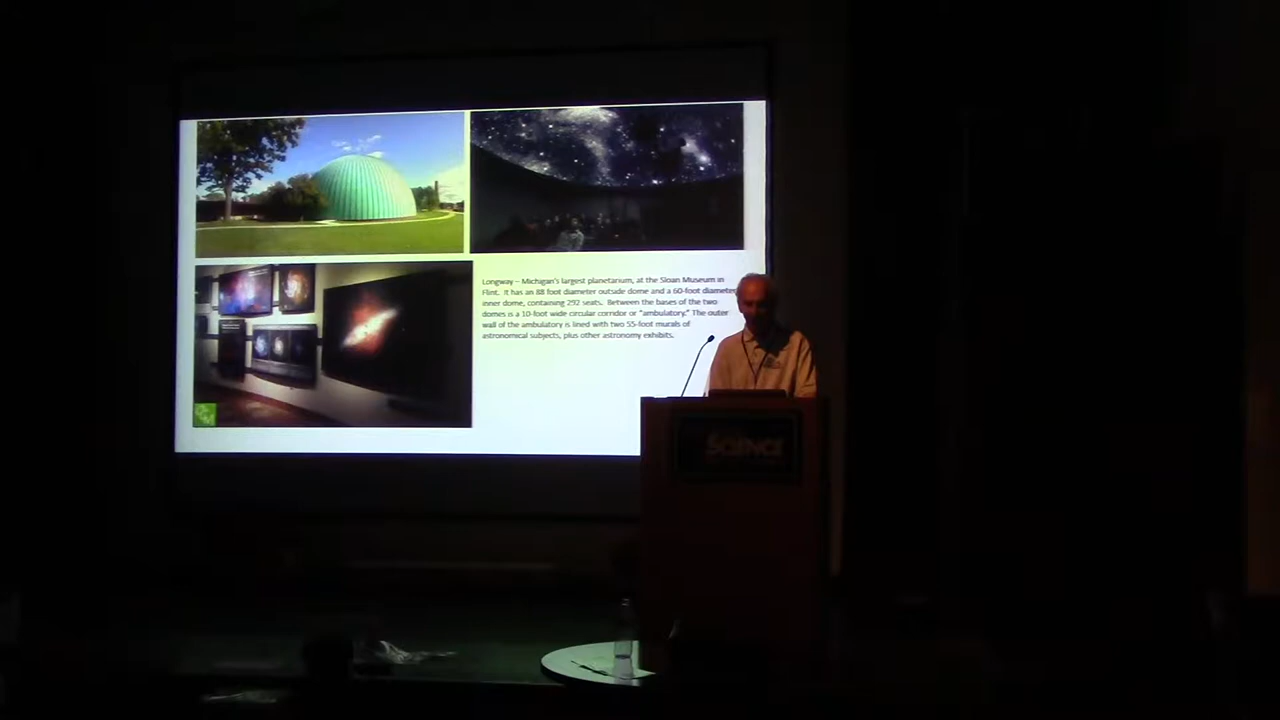 Longway – Michigan's largest planetarium, at the Sloan Museum in
Flint. It has an 88 foot diameter outside dome and a 60-foot diameter
inner dome, containing 292 seats. Between the bases of the two
domes is a 10-foot wide circular corridor or "ambulatory." The outer
wall of the ambulatory is lined with two 55-foot murals of
astronomical subjects, plus other astronomy exhibits.
SCIENCE